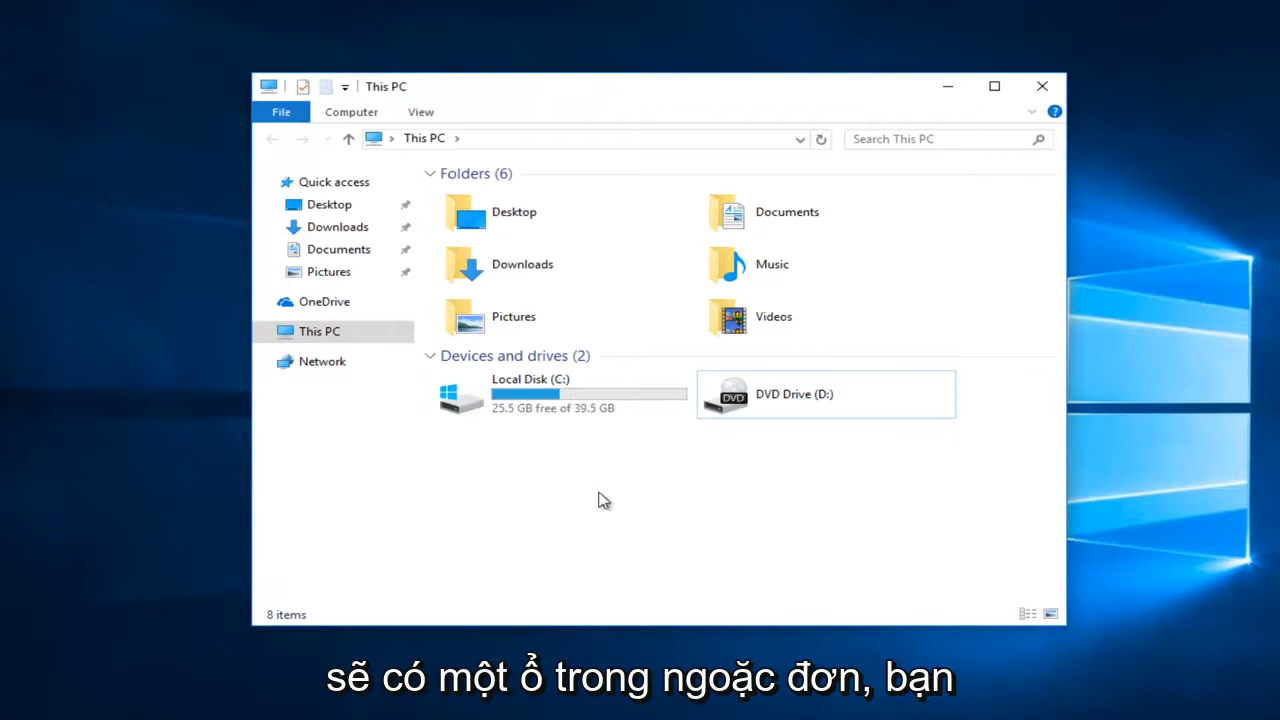 This PC
File Computer View
This PC
Search This PC
Quick access
Desktop
Downloads
Documents
Pictures
OneDrive
This PC
Network
Folders (6)
Desktop
Documents
Downloads
Music
Pictures
Videos
Devices and drives (2)
Local Disk (C:)
25.5 GB free of 39.5 GB
DVD
DVD Drive (D:)
8 items
sẽ có một ổ trong ngoặc đơn, bạn